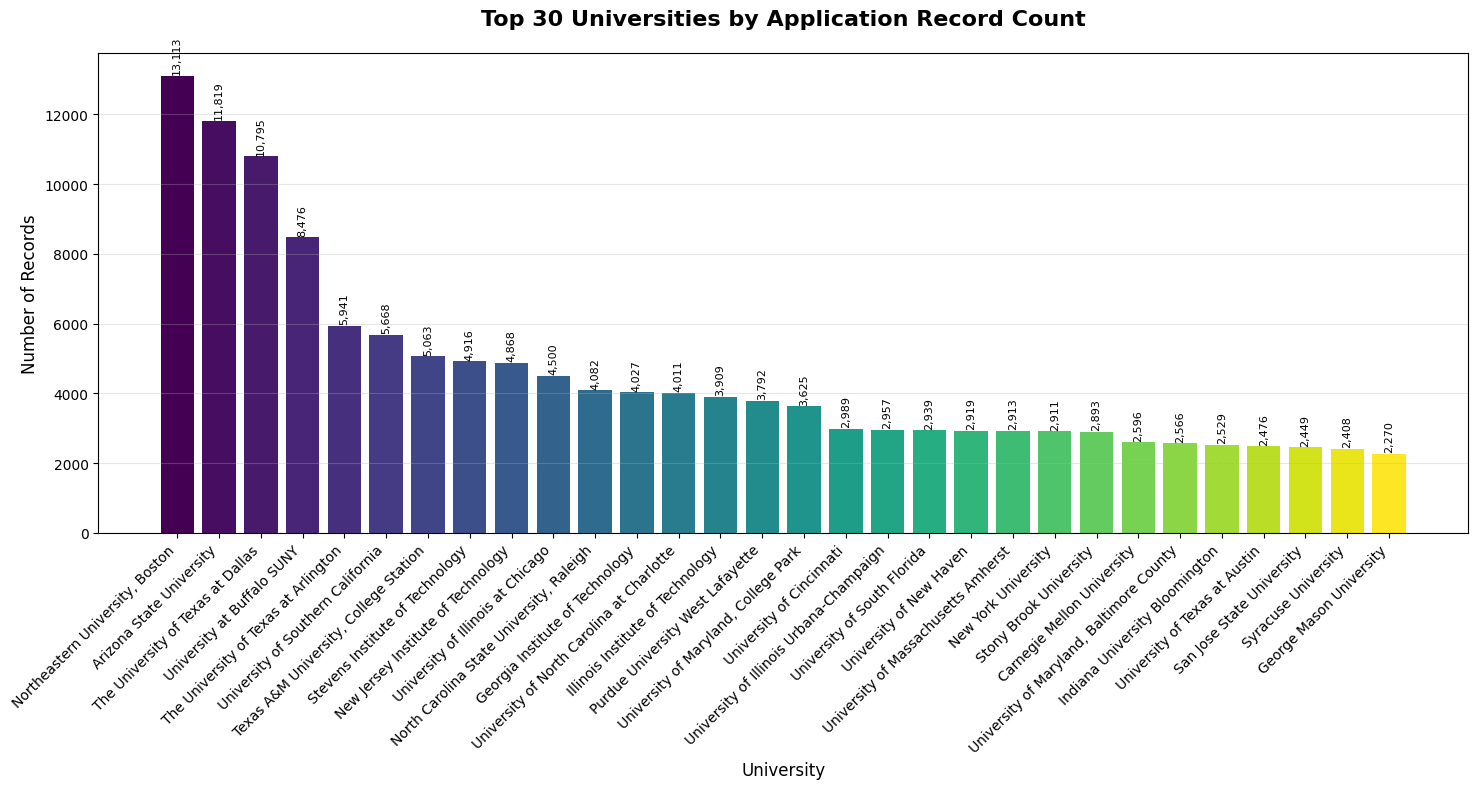 Top 30 Universities by Application Record Count
Number of Records
12000
10000
8000
6000
4000
2000
0
13,113
11,819
10,795
8,476
5,941
5,668
5,063
4,916
4,868
4,500
4,082
4,027
4,011
3,909
3,792
3,625
2,989
2,957
2,939
2,919
2,913
2,911
2,893
2,596
2,566
2,529
2,476
2,449
2,408
2,270
Northeastern University, Boston
Arizona State University
The University of Texas at Dallas
University at Buffalo SUNY
The University of Texas at Arlington
University of Southern California
Texas A&M University, College Station
Stevens Institute of Technology
New Jersey Institute of Technology
University of Illinois at Chicago
North Carolina State University, Raleigh
Georgia Institute of Technology
University of North Carolina at Charlotte
Illinois Institute of Technology
Purdue University West Lafayette
University of Maryland, College Park
University of Cincinnati
University of Illinois Urbana-Champaign
University of South Florida
University of New Haven
University of Massachusetts Amherst
New York University
Stony Brook University
Carnegie Mellon University
University of Maryland, Baltimore County
Indiana University Bloomington
University of Texas at Austin
San Jose State University
Syracuse University
George Mason University
University